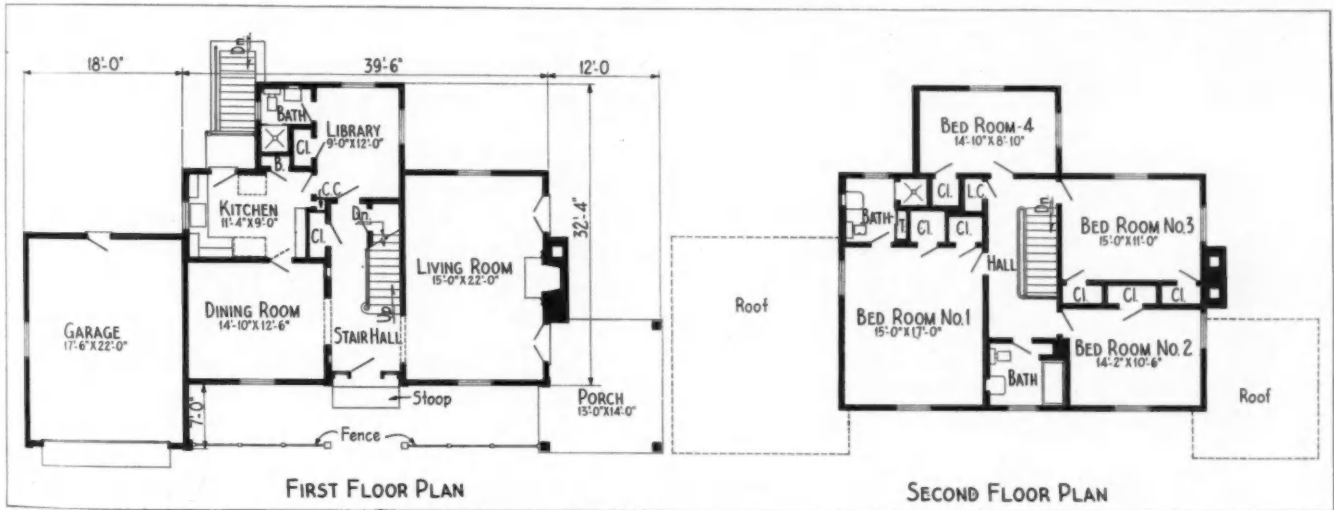 18'-0"
39'-6"
12'-0
Dn.
BATH
LIBRARY
9'-0"X12'-0"
Cl.
B.
C.C.
KITCHEN
11'-4"X9'-0"
Cl.
Dn.
32'-4"
LIVING ROOM
15'-0"X22'-0"
DINING ROOM
14'-10"X12'-6"
Up
STAIR HALL
GARAGE
17'-6"X22'-0"
7'-0"
Stoop
PORCH
13'-0"X14'-0"
Fence
FIRST FLOOR PLAN
BED ROOM-4
14'-10"X8'-10"
BATH
T.
Cl.
L.C.
Cl.
Cl.
Dn.
BED ROOM No.3
15'-0"X11'-0"
HALL
Cl.
Cl.
Cl.
Roof
BED ROOM No.1
15'-0"X17'-0"
BED ROOM No.2
14'-2"X10'-6"
BATH
Roof
SECOND FLOOR PLAN